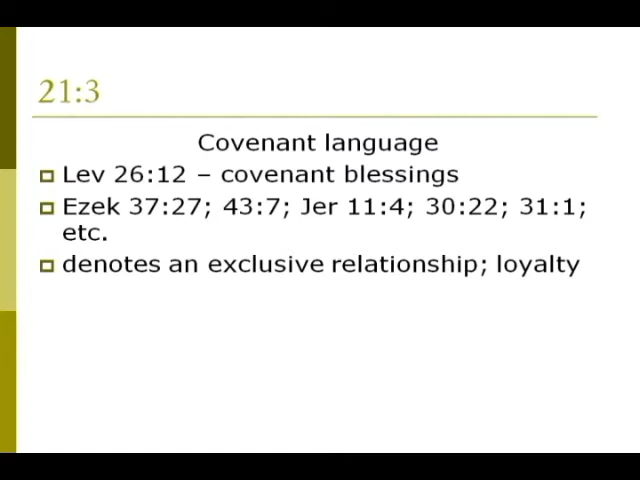 21:3
Covenant language
Lev 26:12 – covenant blessings
Ezek 37:27; 43:7; Jer 11:4; 30:22; 31:1;
etc.
denotes an exclusive relationship; loyalty